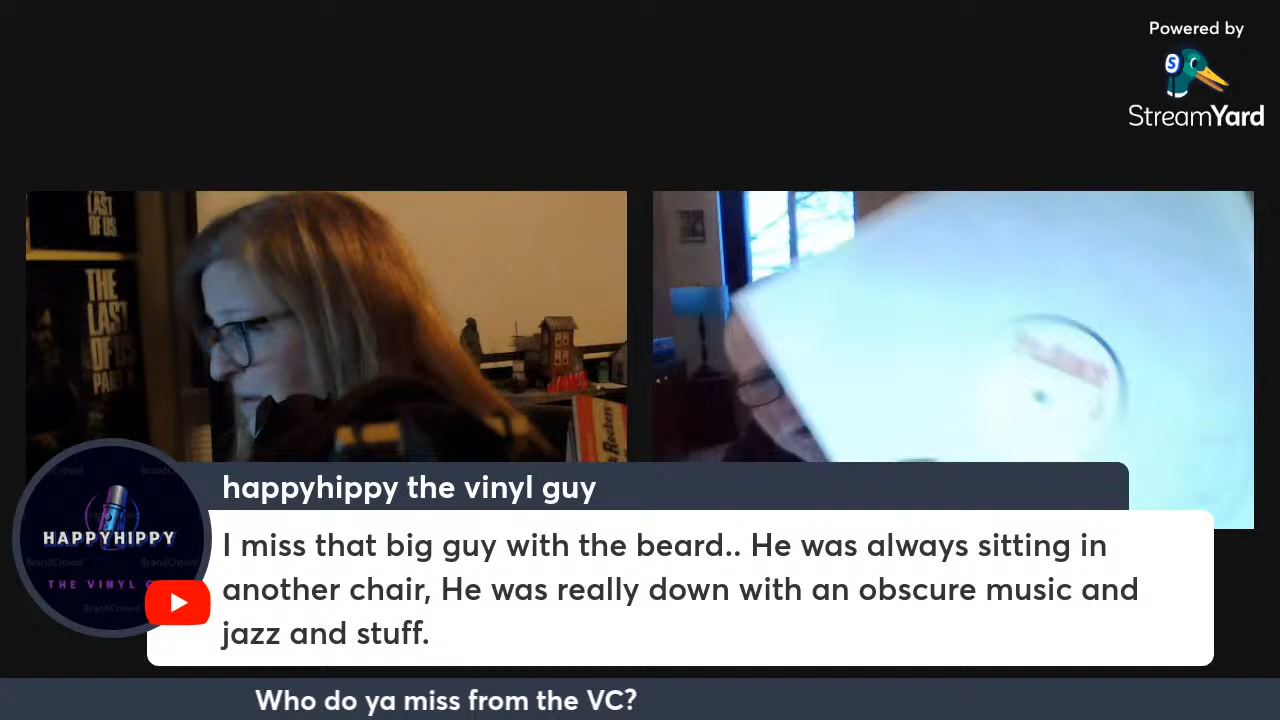 Powered by
StreamYard
LAST
OF US
THE
LAST
OF US
PART
JAWS
happyhippy the vinyl guy
HAPPYHIPPY
THE VINYL
I miss that big guy with the beard.. He was always sitting in
another chair, He was really down with an obscure music and
jazz and stuff.
Who do ya miss from the VC?